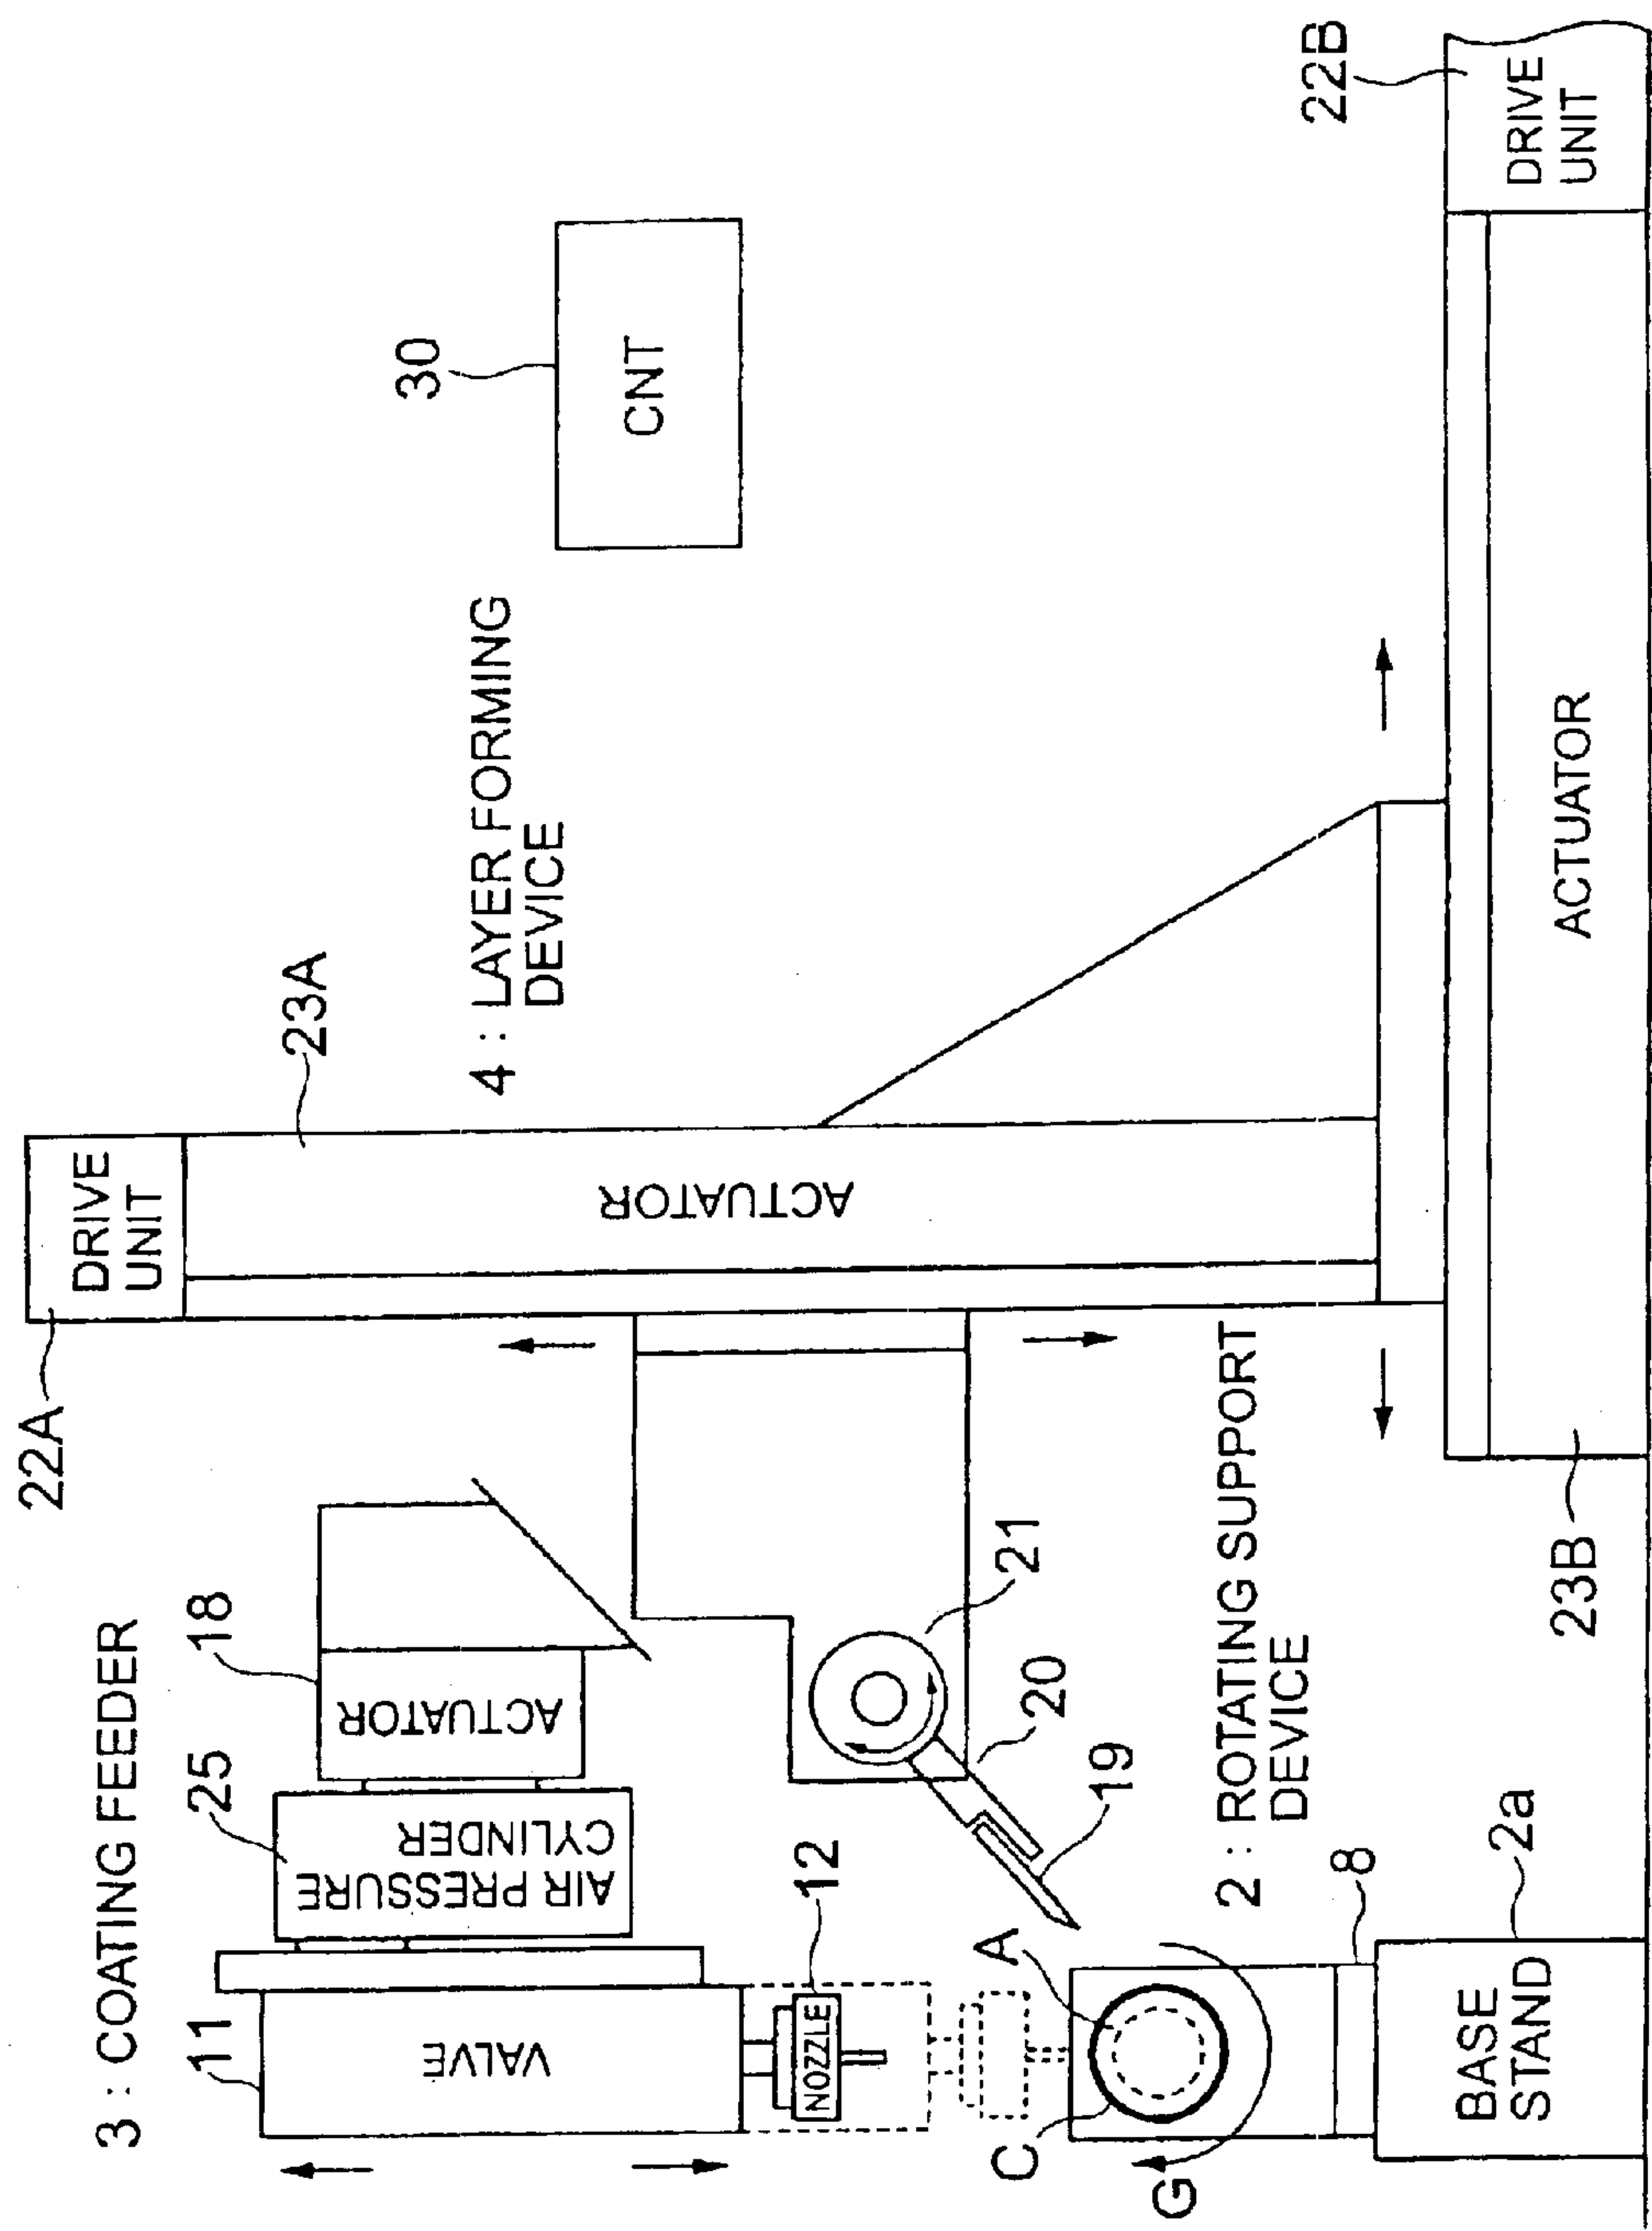 3 : COATING FEEDER
11
25
18
22A
DRIVE
UNIT
23A
VALVE
AIR PRESSURE
CYLINDER
ACTUATOR
ACTUATOR
4 : LAYER FORMING
DEVICE
30
CNT
12
NOZZLE
21
20
19
A
C
G
2 : ROTATING SUPPORT
DEVICE
8
2a
BASE
STAND
23B
ACTUATOR
22B
DRIVE
UNIT